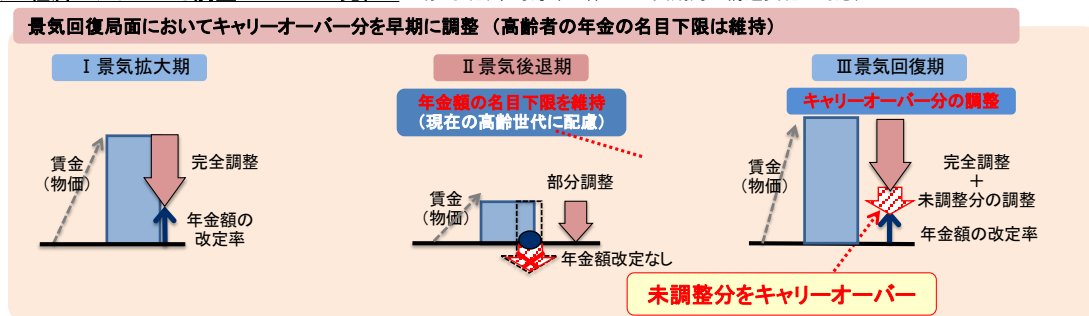 景気回復局面においてキャリーオーバー分を早期に調整（高齢者の年金の名目下限は維持）
Ⅰ景気拡大期
賃金
（物価）
完全調整
年金額の
改定率
Ⅱ景気後退期
年金額の名目下限を維持
（現在の高齢世代に配慮）
賃金
（物価）
部分調整
年金額改定なし
Ⅲ景気回復期
キャリーオーバー分の調整
賃金
（物価）
完全調整
＋
未調整分の調整
年金額の改定率
未調整分をキャリーオーバー